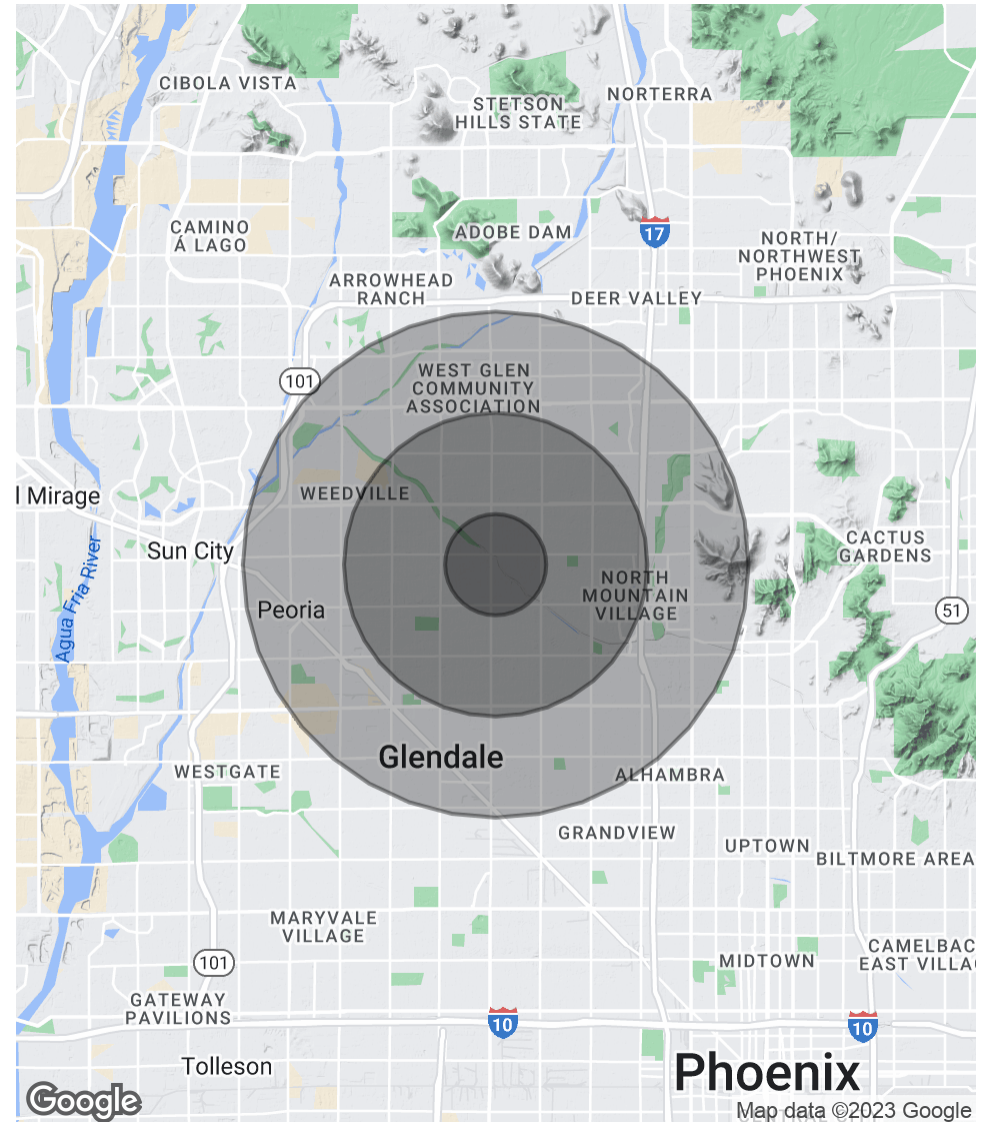 CIBOLA VISTA
STETSON
HILLS STATE
NORTERRA
CAMINO
Á LAGO
ADOBE DAM
17
NORTH/
NORTHWEST
PHOENIX
ARROWHEAD
RANCH
DEER VALLEY
101
WEST GLEN
COMMUNITY
ASSOCIATION
l Mirage
WEEDVILLE
Sun City
CACTUS
GARDENS
Agua Fria River
Peoria
NORTH
MOUNTAIN
VILLAGE
51
Glendale
WESTGATE
ALHAMBRA
GRANDVIEW
UPTOWN
BILTMORE AREA
MARYVALE
VILLAGE
101
MIDTOWN
CAMELBAC
EAST VILLA
GATEWAY
PAVILIONS
10
10
Tolleson
Phoenix
Google
Map data ©2023 Google